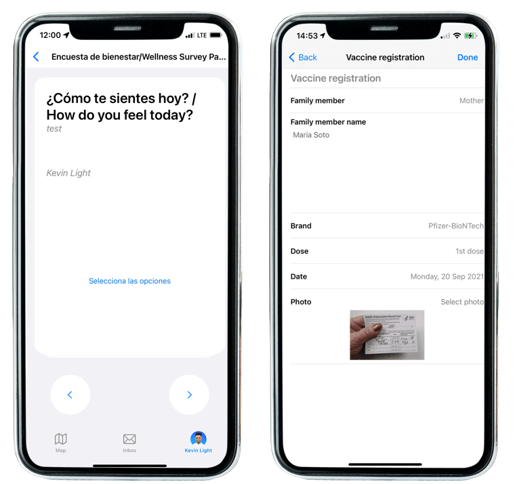 12:00
LTE
Encuesta de bienestar/Wellness Survey Pa...
¿Cómo te sientes hoy? /
How do you feel today?
test
Kevin Light
Selecciona las opciones
Map
Inbox
Kevin Light
14:53
Back
Vaccine registration
Done
Vaccine registration
Family member
Mother
Family member name
Maria Soto
Brand
Pfizer-BioNTech
Dose
1st dose
Date
Monday, 20 Sep 2021
Photo
Select photo